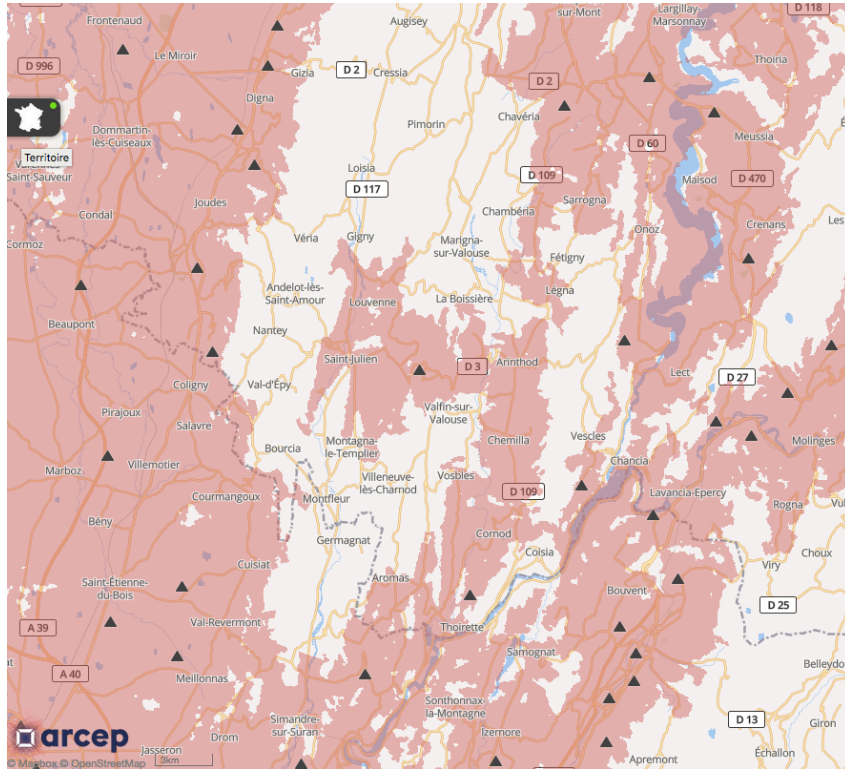 Frontenaud
Augisey
sur-Mont
Largillay-
Marsonnay
D 118
Le Miroir
D 996
Gizia
D 2
Cressia
D 2
Thoiria
Digna
Dommartin-
lès-Cuiseaux
Pimorin
Chavéria
Meussia
Territoire
D 60
Saint-Sauveur
Loisia
D 109
Maisod
D 470
D 117
Condal
Joudes
Sarrogna
Chambéria
Crenans
Les
Cormoz
Véria
Gigny
Marigna-
sur-Valouse
Onoz
Fétigny
Andelot-lès-
Saint-Amour
Louvenne
La Boissière
Légna
Beaupont
Nantey
Saint-Julien
D 3
Arinthod
Lect
D 27
Coligny
Val-d'Épy
Pirajoux
Valfin-sur-
Valouse
Salavre
Bourcia
Montagna-
le-Templier
Chemilla
Vescles
Molinges
Marboz
Villemotier
Chancia
Villeneuve-
lès-Charnod
Vosbles
Courmangoux
Montfleur
D 109
Lavancia-Epercy
Rogna
Bény
Germagnat
Cornod
Coisia
Choux
Viry
Cuisiat
Saint-Étienne-
du-Bois
Aromas
Bouvent
D 25
A 39
Val-Revermont
Thoirette
Samognat
Belleydo
A 40
Meillonnas
Sonthonnax-
la-Montagne
Simandre-
sur-Suran
D 13
Giron
Drom
Izernore
arcep
Jasseron
Échallon
Apremont
3km
© Mapbox © OpenStreetMap